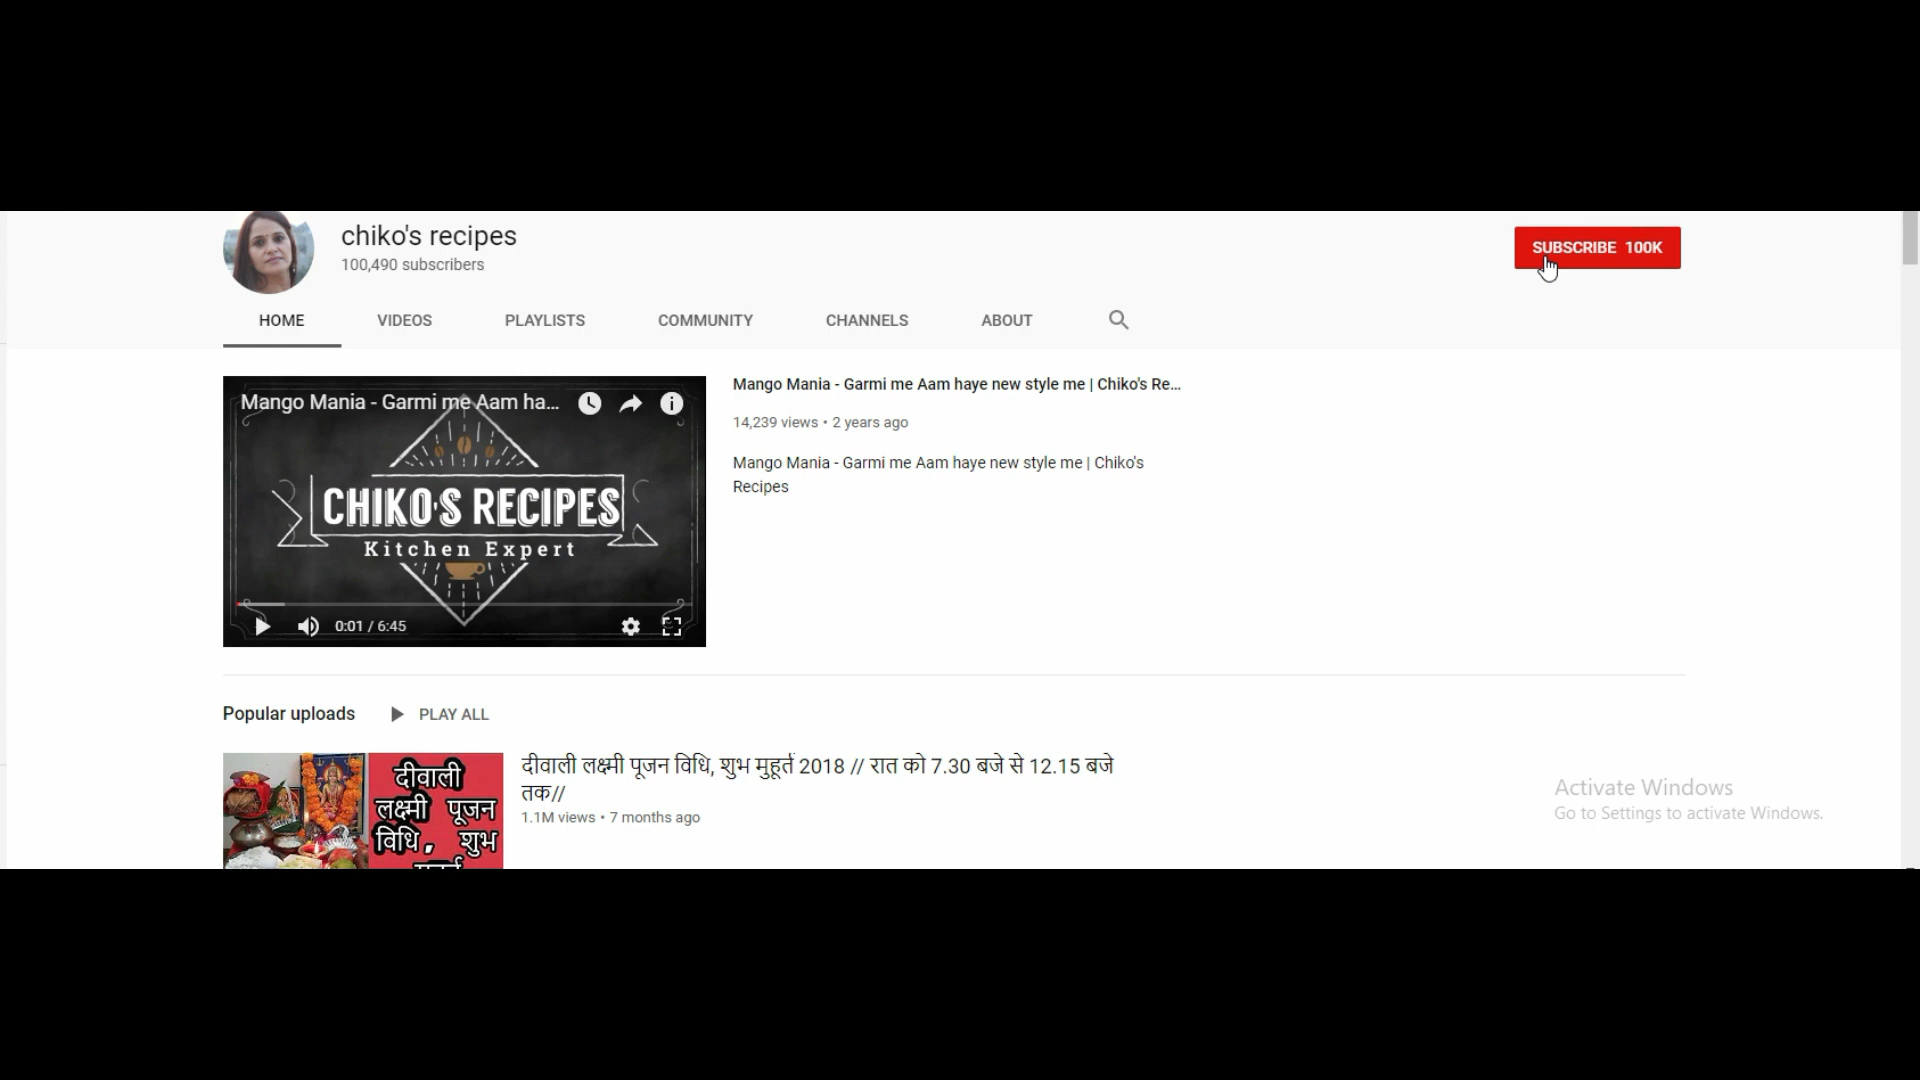 chiko's recipes
100,490 subscribers
SUBSCRIBE 100K
HOME VIDEOS PLAYLISTS COMMUNITY CHANNELS ABOUT
Mango Mania - Garmi me Aam ha...
CHIKO'S RECIPES
Kitchen Expert
0:01 / 6:45
Mango Mania - Garmi me Aam haye new style me | Chiko's Re...
14,239 views • 2 years ago
Mango Mania - Garmi me Aam haye new style me | Chiko's
Recipes
Popular uploads PLAY ALL
दीवाली
लक्ष्मी पूजन
विधि, शुभ
दीवाली लक्ष्मी पूजन विधि, शुभ मुहूर्त 2018 // रात को 7.30 बजे से 12.15 बजे
तक//
1.1M views • 7 months ago
Activate Windows
Go to Settings to activate Windows.